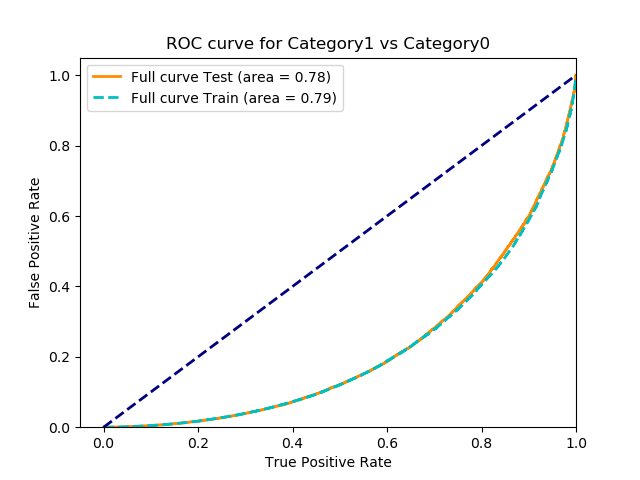 ROC curve for Category1 vs Category0
Full curve Test (area = 0.78)
Full curve Train (area = 0.79)
1.0
0.8
0.6
0.4
0.2
0.0
False Positive Rate
0.0 0.2 0.4 0.6 0.8 1.0
True Positive Rate